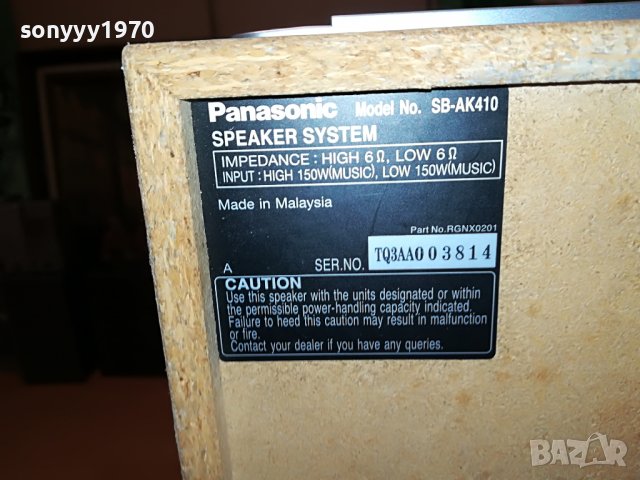 sonyyy1970
Panasonic Model No. SB-AK410
SPEAKER SYSTEM
IMPEDANCE : HIGH 6Ω, LOW 6Ω
INPUT : HIGH 150W(MUSIC), LOW 150W(MUSIC)
Made in Malaysia
Part No.RGNX0201
A SER.NO. TQ3AA003814
CAUTION
Use this speaker with the units designated or within
the permissible power-handling capacity indicated.
Failure to heed this caution may result in malfunction
or fire.
Contact your dealer if you have any queries.
BAZAR